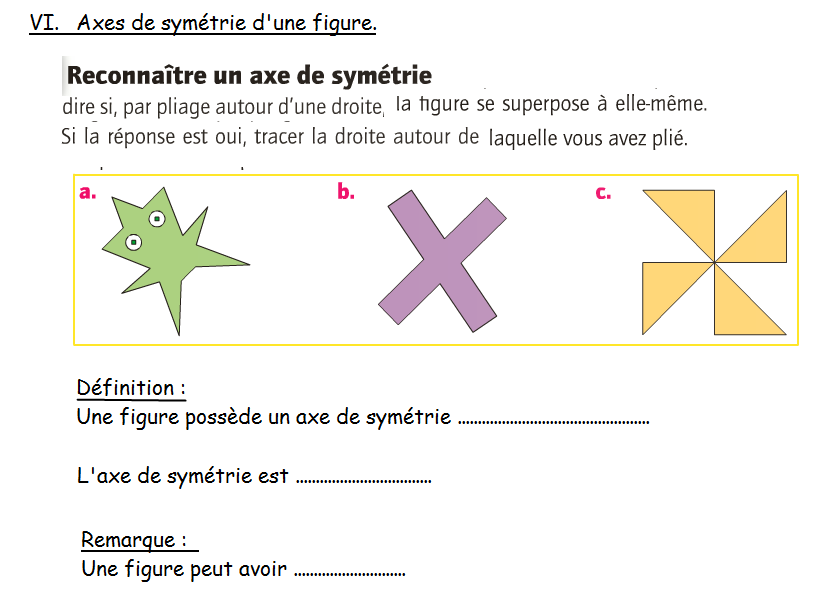 VI. Axes de symétrie d'une figure.
Reconnaître un axe de symétrie
dire si, par pliage autour d'une droite, la figure se superpose à elle-même.
Si la réponse est oui, tracer la droite autour de laquelle vous avez plié.
a. b. c.
Définition :
Une figure possède un axe de symétrie ................................................
L'axe de symétrie est ..................................
Remarque :
Une figure peut avoir ............................